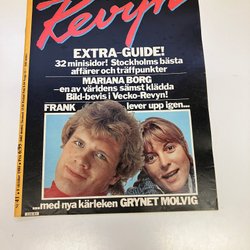 Revyn!
EXTRA-GUIDE!
32 minisidor! Stockholms bästa
affärer och träffpunkter
MARIANA BORG
–en av världens sämst klädda
Bild-bevis i Vecko-Revyn!
FRANK lever upp igen...
...med nya kärleken GRYNET MOLVIG